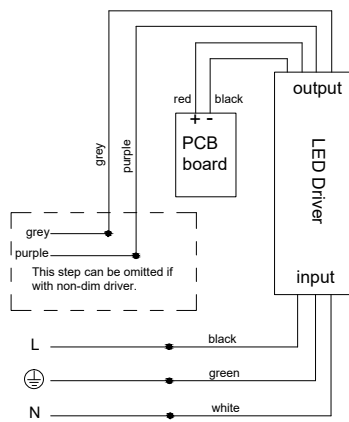 output
red
black
+ -
PCB
board
LED Driver
grey
purple
grey
purple
This step can be omitted if
with non-dim driver.
input
L
black
green
N
white